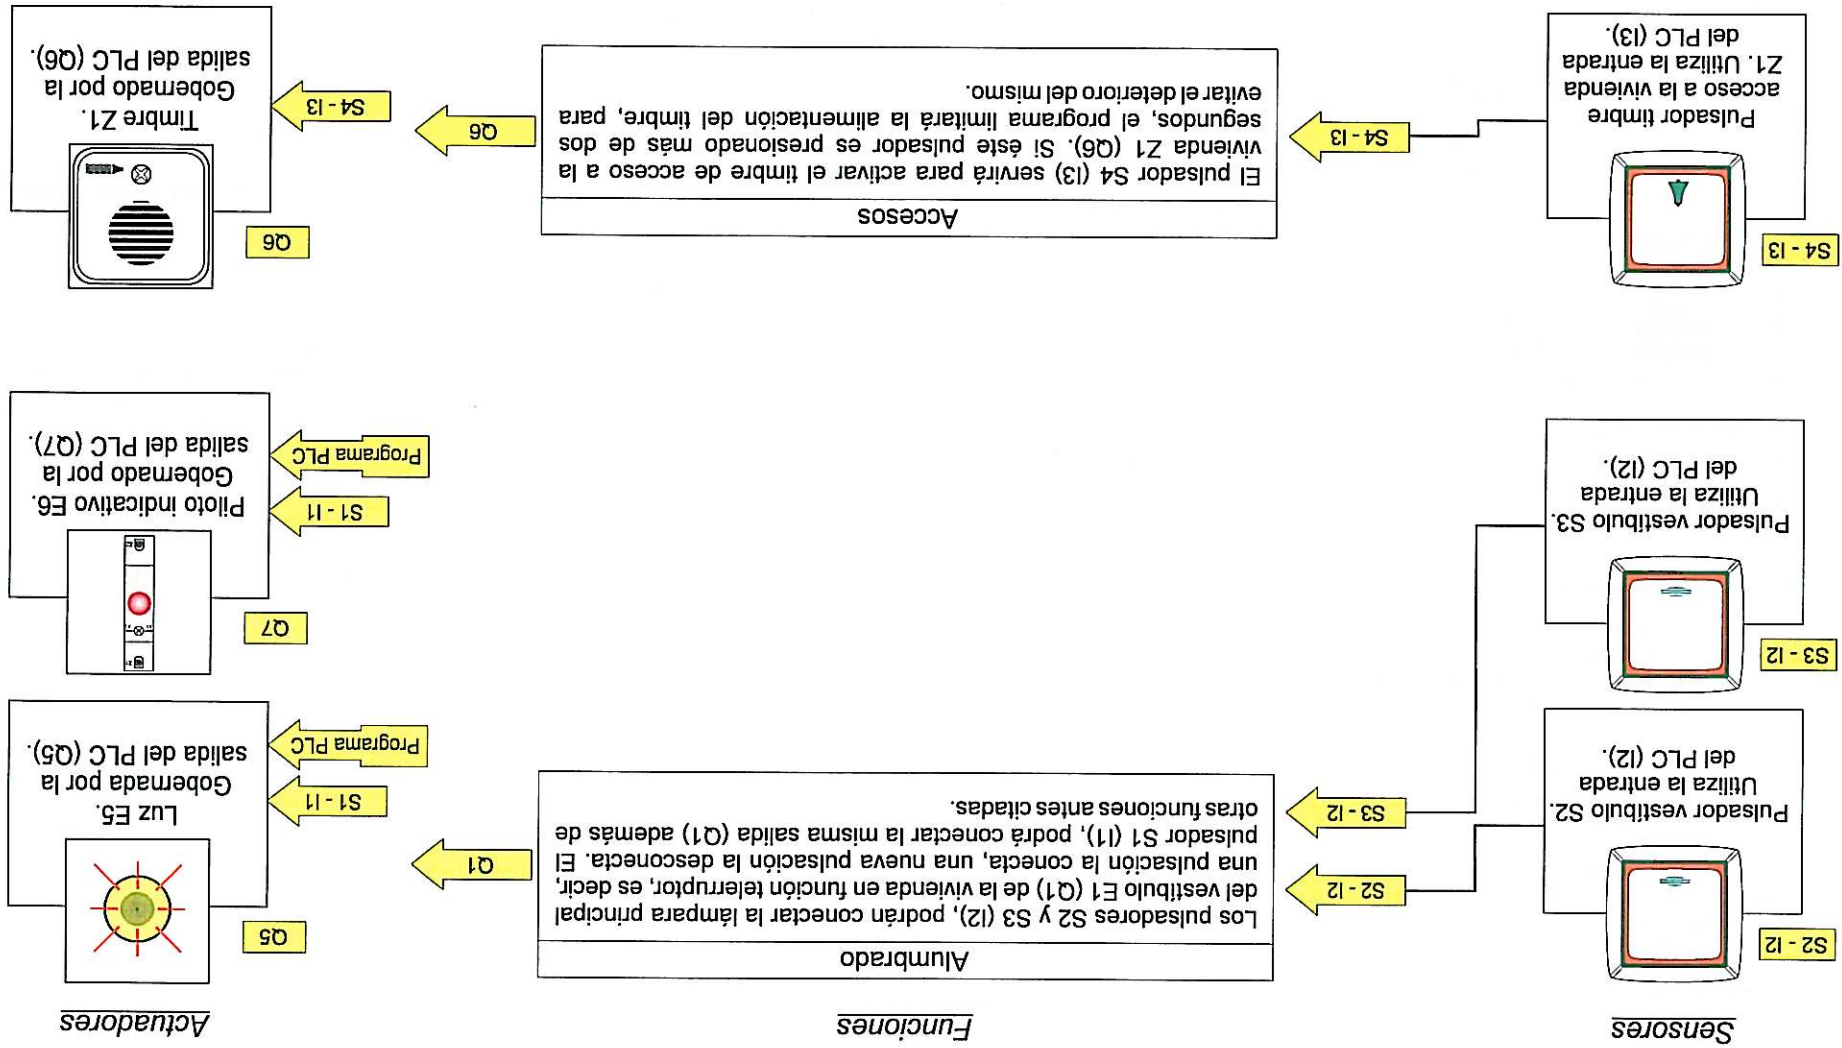 Sensores
Funciones
Actuadores
S2 - I2
Pulsador vestíbulo S2.
Utiliza la entrada
del PLC (I2).
S2 - I2
S3 - I2
Alumbrado
Los pulsadores S2 y S3 (I2), podrán conectar la lámpara principal
del vestíbulo E1 (Q1) de la vivienda en función telerruptor, es decir,
una pulsación la conecta, una nueva pulsación la desconecta. El
pulsador S1 (I1), podrá conectar la misma salida (Q1) además de
otras funciones antes citadas.
Q1
Q5
Luz E5.
Gobernada por la
salida del PLC (Q5).
S1 - I1
Programa PLC
S3 - I2
Pulsador vestíbulo S3.
Utiliza la entrada
del PLC (I2).
Q7
Piloto indicativo E6.
Gobernado por la
salida del PLC (Q7).
S1 - I1
Programa PLC
S4 - I3
Pulsador timbre
acceso a la vivienda
Z1. Utiliza la entrada
del PLC (I3).
S4 - I3
Accesos
El pulsador S4 (I3) servirá para activar el timbre de acceso a la
vivienda Z1 (Q6). Si éste pulsador es presionado más de dos
segundos, el programa limitará la alimentación del timbre, para
evitar el deterioro del mismo.
Q6
Q6
Timbre Z1.
Gobernado por la
salida del PLC (Q6).
S4 - I3